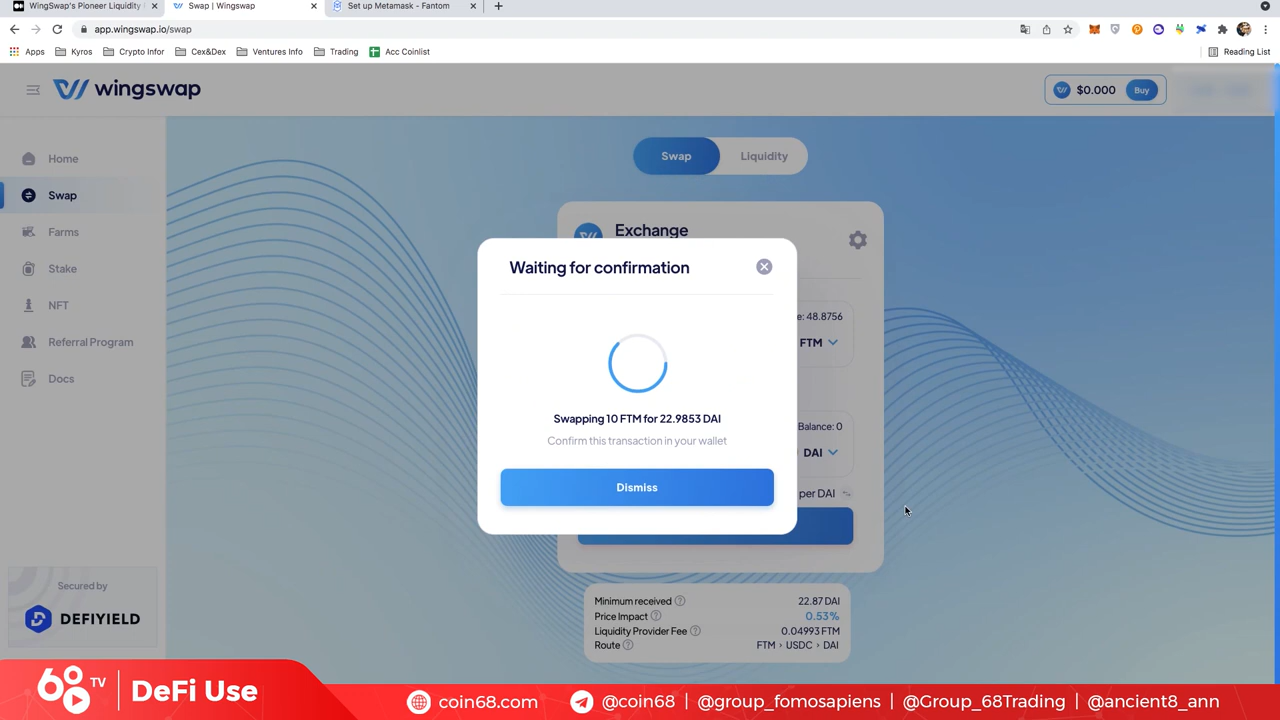 WingSwap's Pioneer Liquidity
Swap | Wingswap
Set up Metamask - Fantom
app.wingswap.io/swap
Apps
Kyros
Crypto Infor
Cex&Dex
Ventures Info
Trading
Acc Coinlist
Reading List
wingswap
$0.000
Buy
Home
Swap
Farms
Stake
NFT
Referral Program
Docs
Secured by
DEFIYIELD
Swap
Liquidity
Exchange
e: 48.8756
FTM
Balance: 0
DAI
per DAI
Waiting for confirmation
Swapping 10 FTM for 22.9853 DAI
Confirm this transaction in your wallet
Dismiss
Minimum received ? 22.87 DAI
Price Impact ? 0.53%
Liquidity Provider Fee ? 0.04993 FTM
Route ? FTM > USDC > DAI
68 TV
DeFi Use
coin68.com
@coin68 | @group_fomosapiens | @Group_68Trading | @ancient8_ann